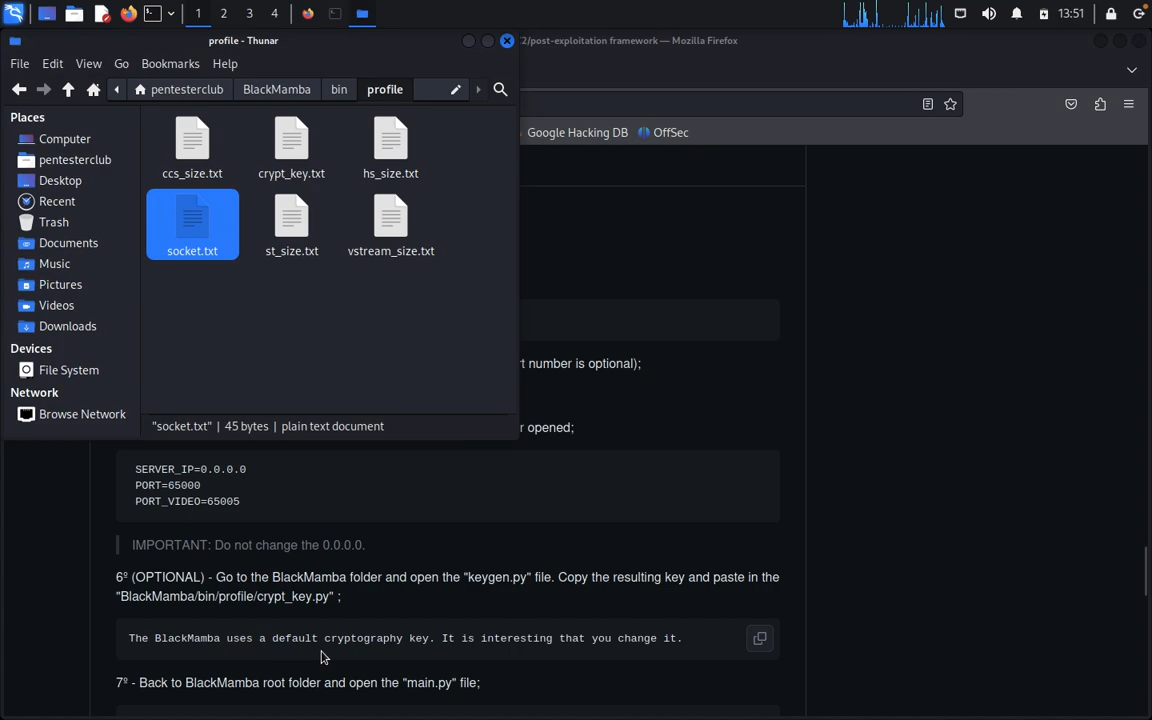 1 2 3 4 13:51
profile - Thunar
2/post-exploitation framework — Mozilla Firefox
File Edit View Go Bookmarks Help
pentesterclub BlackMamba bin profile
Places
Computer
pentesterclub
Desktop
Recent
Trash
Documents
Music
Pictures
Videos
Downloads
Devices
File System
Network
Browse Network
ccs_size.txt crypt_key.txt hs_size.txt
socket.txt st_size.txt vstream_size.txt
"socket.txt" | 45 bytes | plain text document
Google Hacking DB OffSec
t number is optional);
r opened;
SERVER_IP=0.0.0.0
PORT=65000
PORT_VIDEO=65005
IMPORTANT: Do not change the 0.0.0.0.
6º (OPTIONAL) - Go to the BlackMamba folder and open the "keygen.py" file. Copy the resulting key and paste in the
"BlackMamba/bin/profile/crypt_key.py" ;
The BlackMamba uses a default cryptography key. It is interesting that you change it.
7º - Back to BlackMamba root folder and open the "main.py" file;